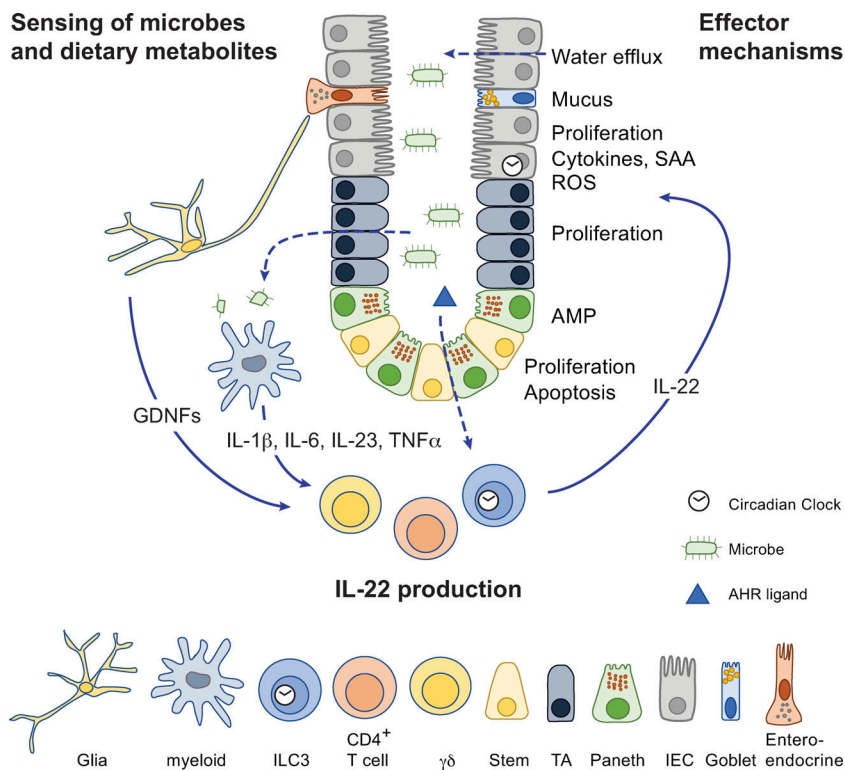 Sensing of microbes
and dietary metabolites
Effector
mechanisms
Water efflux
Mucus
Proliferation
Cytokines, SAA
ROS
Proliferation
AMP
Proliferation
Apoptosis
GDNFs
IL-1β, IL-6, IL-23, TNFα
IL-22
IL-22 production
Circadian Clock
Microbe
AHR ligand
Glia
myeloid
ILC3
CD4+
T cell
γδ
Stem
TA
Paneth
IEC
Goblet
Entero-
endocrine